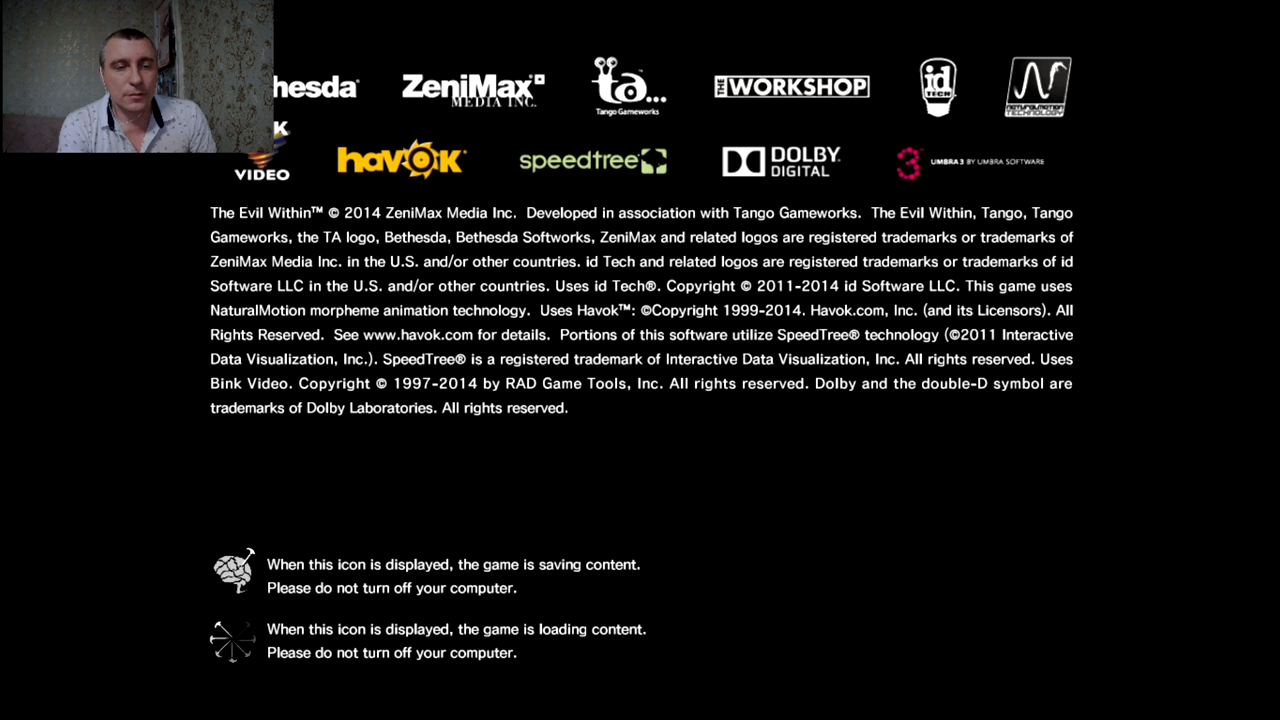 hesda
ZeniMax
MEDIA INC.
ta...
Tango Gameworks
THE WORKSHOP
id
TECH
NATURALMOTION
TECHNOLOGY
K
VIDEO
havok
speedtree
DOLBY
DIGITAL
3 UMBRA 3 BY UMBRA SOFTWARE
The Evil Within™ © 2014 ZeniMax Media Inc.  Developed in association with Tango Gameworks.  The Evil Within, Tango, Tango
Gameworks, the TA logo, Bethesda, Bethesda Softworks, ZeniMax and related logos are registered trademarks or trademarks of
ZeniMax Media Inc. in the U.S. and/or other countries. id Tech and related logos are registered trademarks or trademarks of id
Software LLC in the U.S. and/or other countries. Uses id Tech®. Copyright © 2011-2014 id Software LLC. This game uses
NaturalMotion morpheme animation technology.  Uses Havok™: ©Copyright 1999-2014. Havok.com, Inc. (and its Licensors). All
Rights Reserved.  See www.havok.com for details.  Portions of this software utilize SpeedTree® technology (©2011 Interactive
Data Visualization, Inc.). SpeedTree® is a registered trademark of Interactive Data Visualization, Inc. All rights reserved. Uses
Bink Video. Copyright © 1997-2014 by RAD Game Tools, Inc. All rights reserved. Dolby and the double-D symbol are
trademarks of Dolby Laboratories. All rights reserved.
When this icon is displayed, the game is saving content.
Please do not turn off your computer.
When this icon is displayed, the game is loading content.
Please do not turn off your computer.